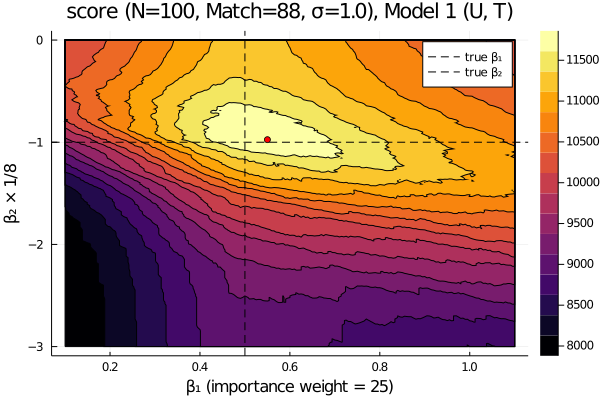 score (N=100, Match=88, σ=1.0), Model 1 (U, T)
true β₁
true β₂
0
−1
−2
−3
β₂ × 1/8
0.2 0.4 0.6 0.8 1.0
β₁ (importance weight = 25)
11500
11000
10500
10000
9500
9000
8500
8000